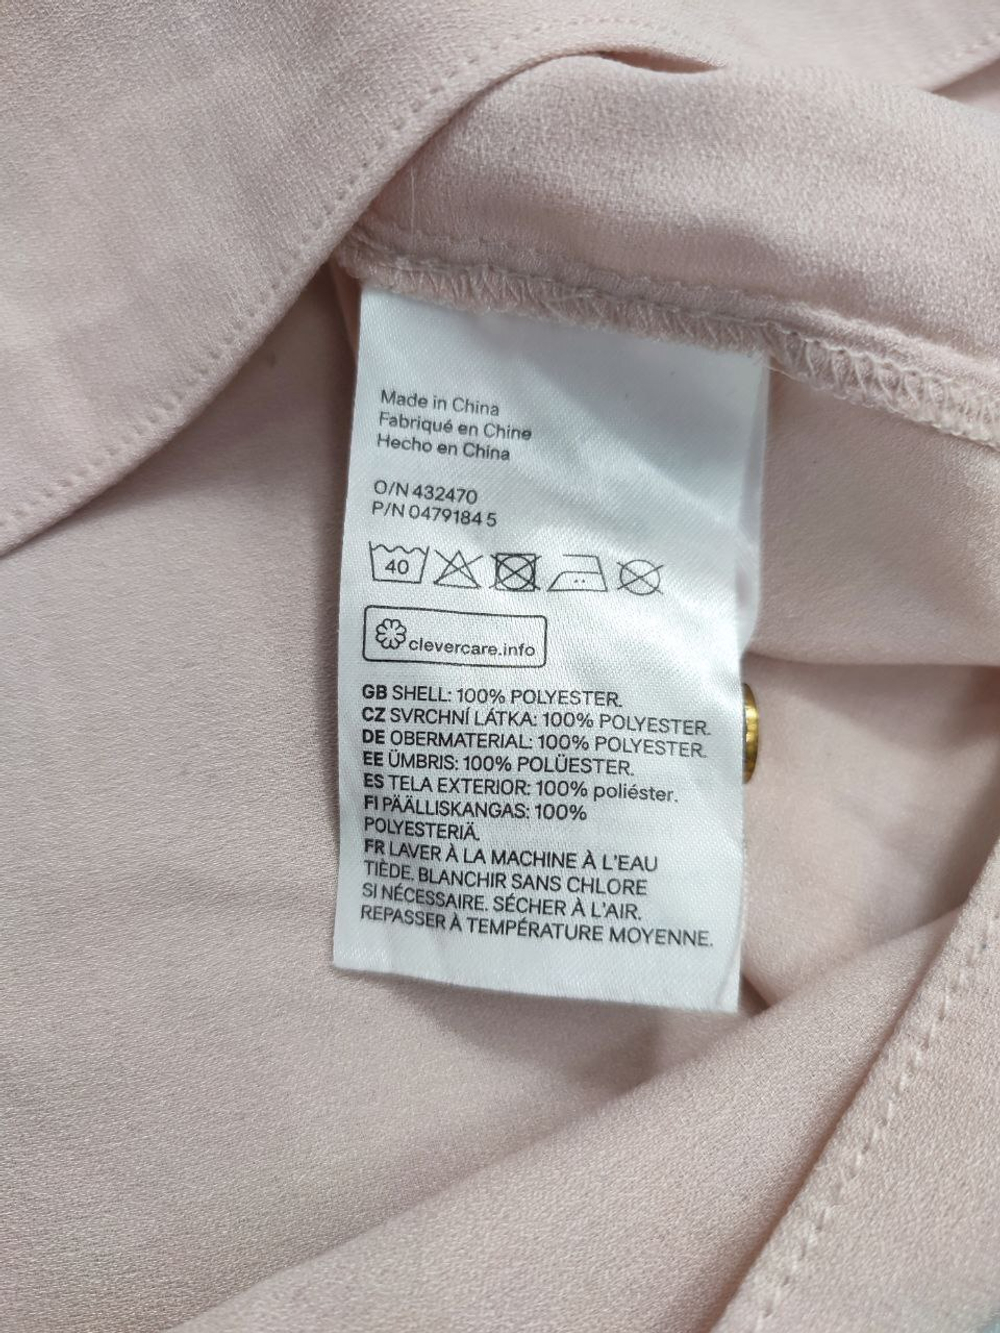 Made in China
Fabriqué en Chine
Hecho en China
O/N 432470
P/N 0479184 5
40
clevercare.info
GB SHELL: 100% POLYESTER.
CZ SVRCHNÍ LÁTKA: 100% POLYESTER.
DE OBERMATERIAL: 100% POLYESTER.
EE ÜMBRIS: 100% POLÜESTER.
ES TELA EXTERIOR: 100% poliéster.
FI PÄÄLLISKANGAS: 100%
POLYESTERIÄ.
FR LAVER À LA MACHINE À L'EAU
TIÈDE. BLANCHIR SANS CHLORE
SI NÉCESSAIRE. SÉCHER À L'AIR.
REPASSER À TEMPÉRATURE MOYENNE.